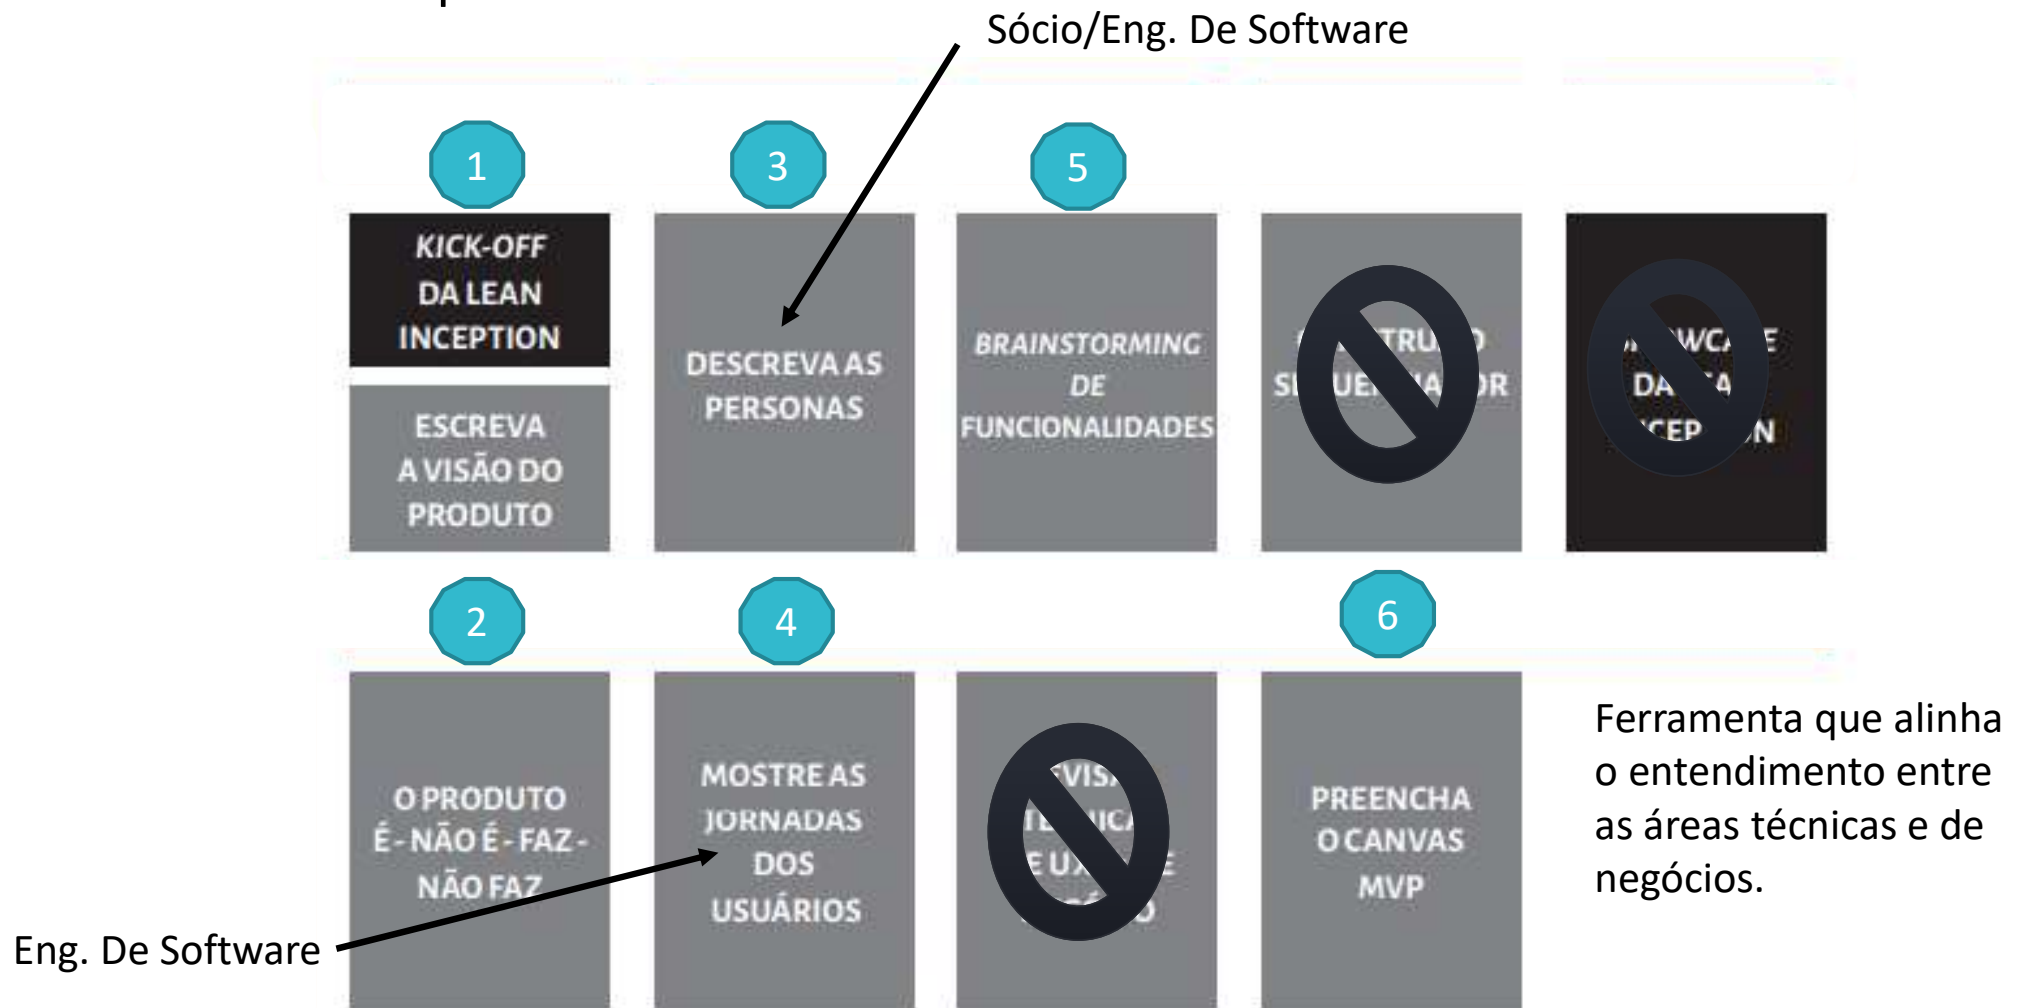 Sócio/Eng. De Software
1
3
5
KICK-OFF
DA LEAN
INCEPTION
ESCREVA
A VISÃO DO
PRODUTO
DESCREVA AS
PERSONAS
BRAINSTORMING
DE
FUNCIONALIDADES
2
4
6
O PRODUTO
É - NÃO É - FAZ -
NÃO FAZ
MOSTRE AS
JORNADAS
DOS
USUÁRIOS
PREENCHA
O CANVAS
MVP
Ferramenta que alinha
o entendimento entre
as áreas técnicas e de
negócios.
Eng. De Software